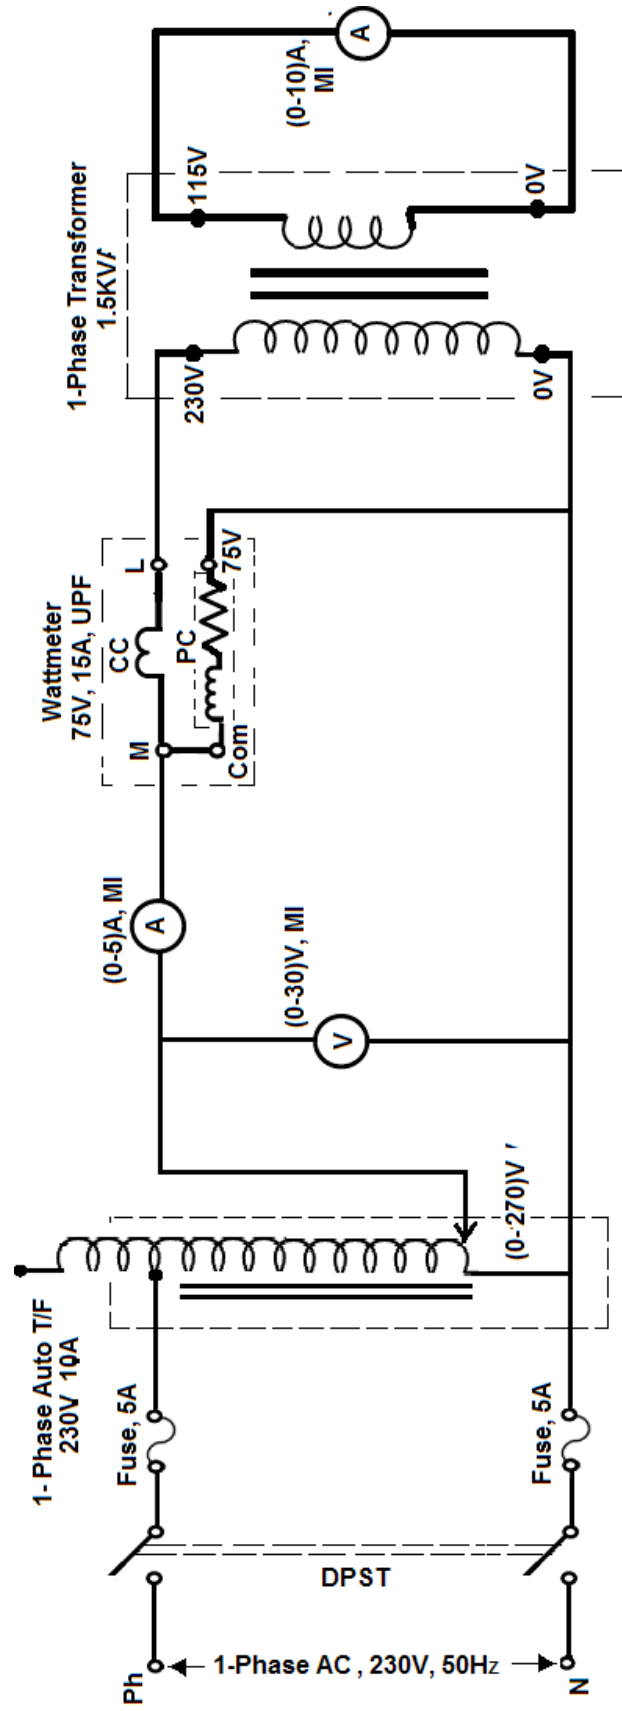 Ph
N
1-Phase AC , 230V, 50Hz
DPST
Fuse, 5A
Fuse, 5A
1- Phase Auto T/F
230V 10A
(0-270)V
(0-30)V, MI
V
(0-5)A, MI
A
Wattmeter
75V, 15A, UPF
M
CC
L
PC
Com
75V
1-Phase Transformer
1.5KVA
230V
0V
115V
0V
(0-10)A,
MI
A